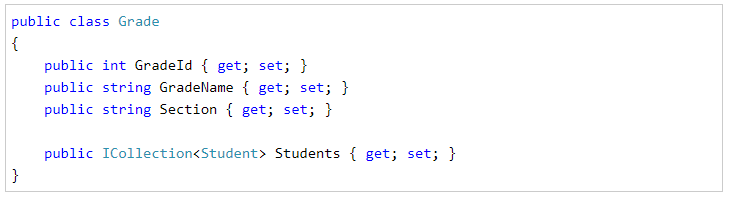 public class Grade
{
    public int GradeId { get; set; }
    public string GradeName { get; set; }
    public string Section { get; set; }

    public ICollection<Student> Students { get; set; }
}